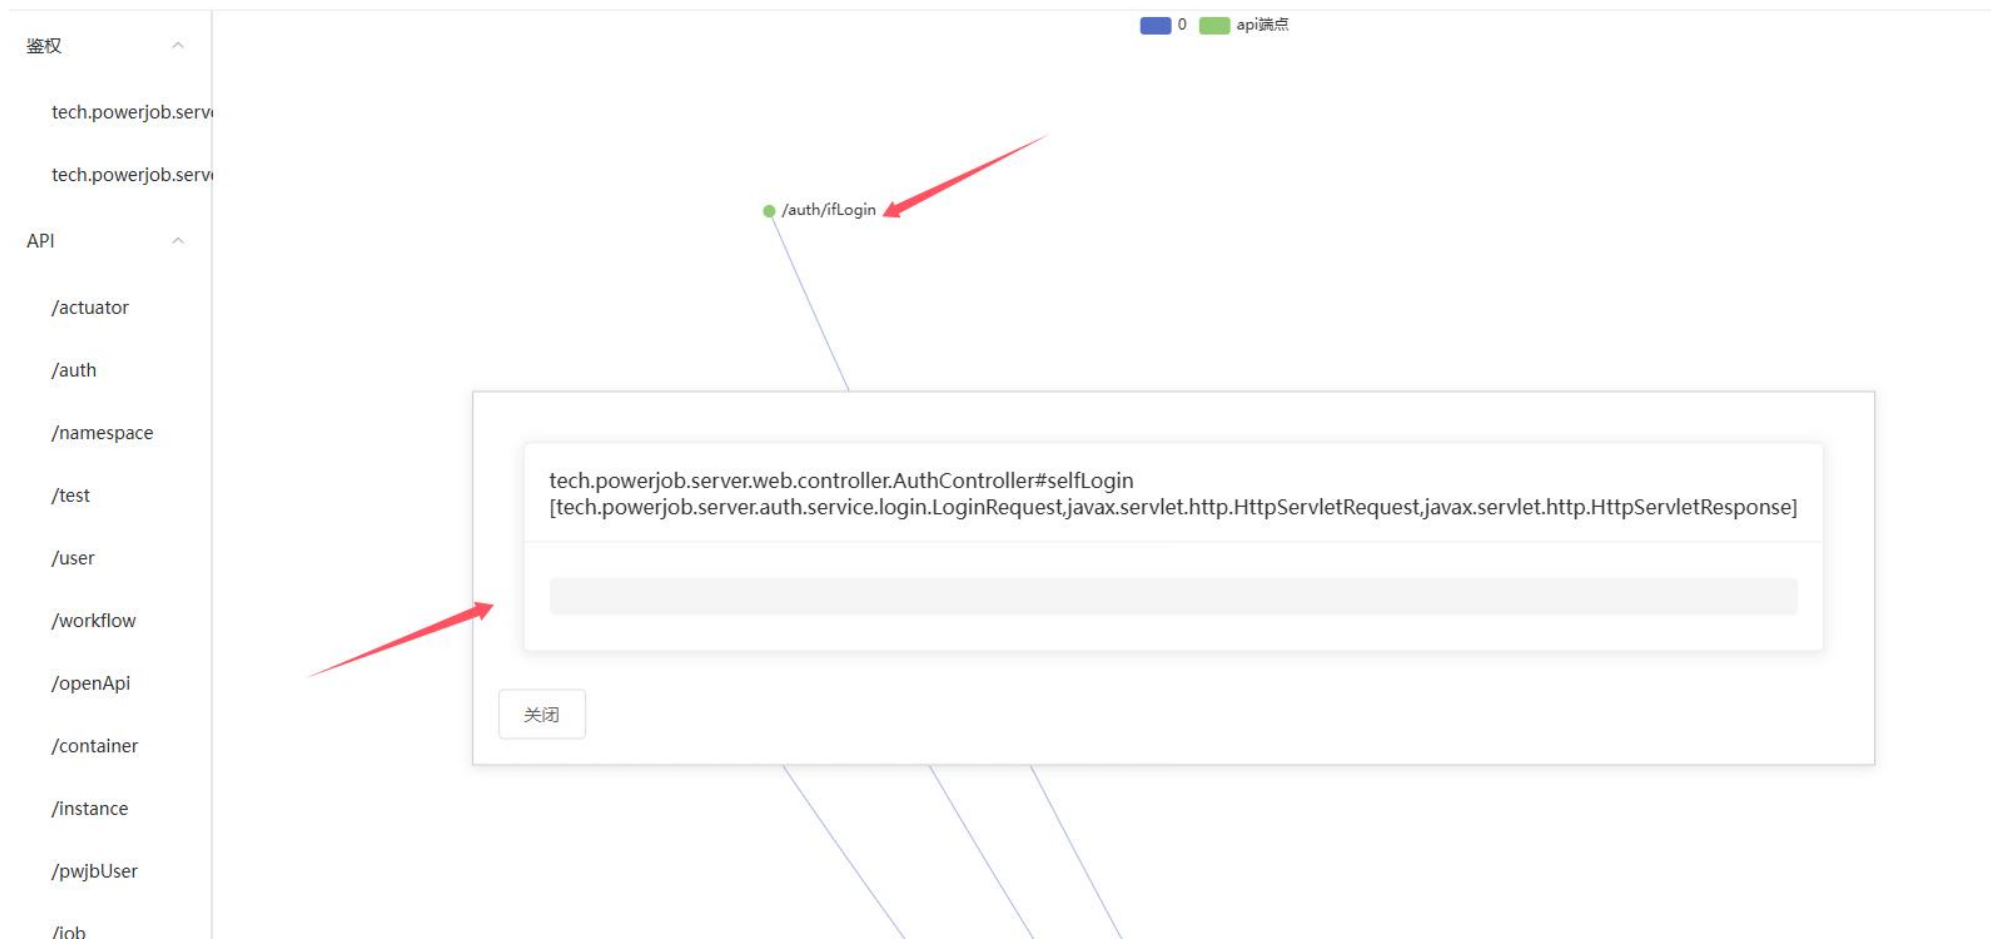 0 api端点
鉴权
tech.powerjob.serve
tech.powerjob.serve
API
/actuator
/auth
/namespace
/test
/user
/workflow
/openApi
/container
/instance
/pwjbUser
/job
/auth/ifLogin
tech.powerjob.server.web.controller.AuthController#selfLogin
[tech.powerjob.server.auth.service.login.LoginRequest,javax.servlet.http.HttpServletRequest,javax.servlet.http.HttpServletResponse]
关闭